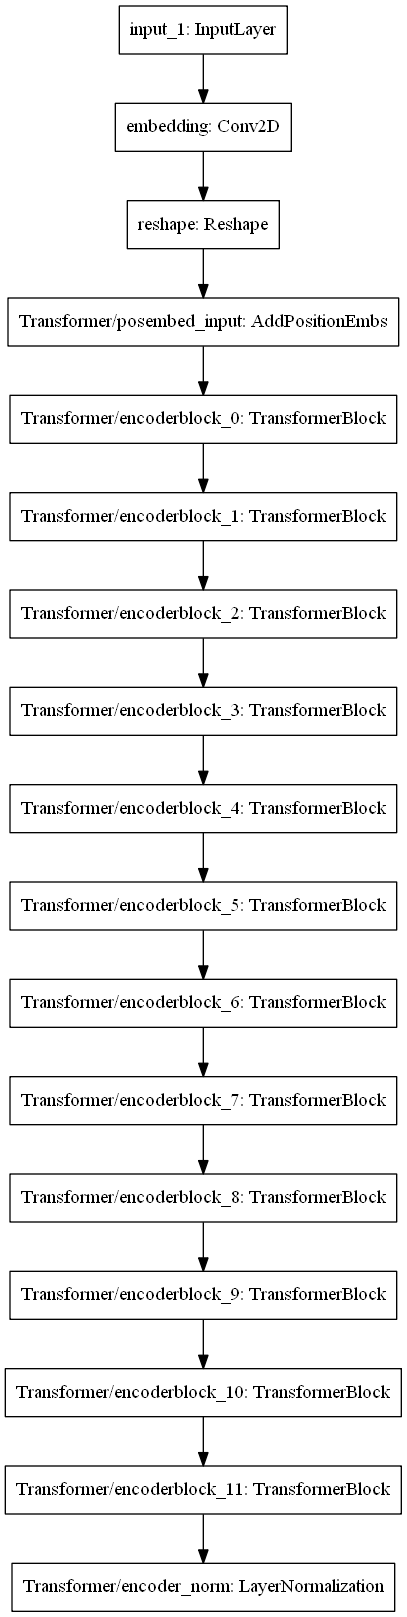 input_1: InputLayer
embedding: Conv2D
reshape: Reshape
Transformer/posembed_input: AddPositionEmbs
Transformer/encoderblock_0: TransformerBlock
Transformer/encoderblock_1: TransformerBlock
Transformer/encoderblock_2: TransformerBlock
Transformer/encoderblock_3: TransformerBlock
Transformer/encoderblock_4: TransformerBlock
Transformer/encoderblock_5: TransformerBlock
Transformer/encoderblock_6: TransformerBlock
Transformer/encoderblock_7: TransformerBlock
Transformer/encoderblock_8: TransformerBlock
Transformer/encoderblock_9: TransformerBlock
Transformer/encoderblock_10: TransformerBlock
Transformer/encoderblock_11: TransformerBlock
Transformer/encoder_norm: LayerNormalization